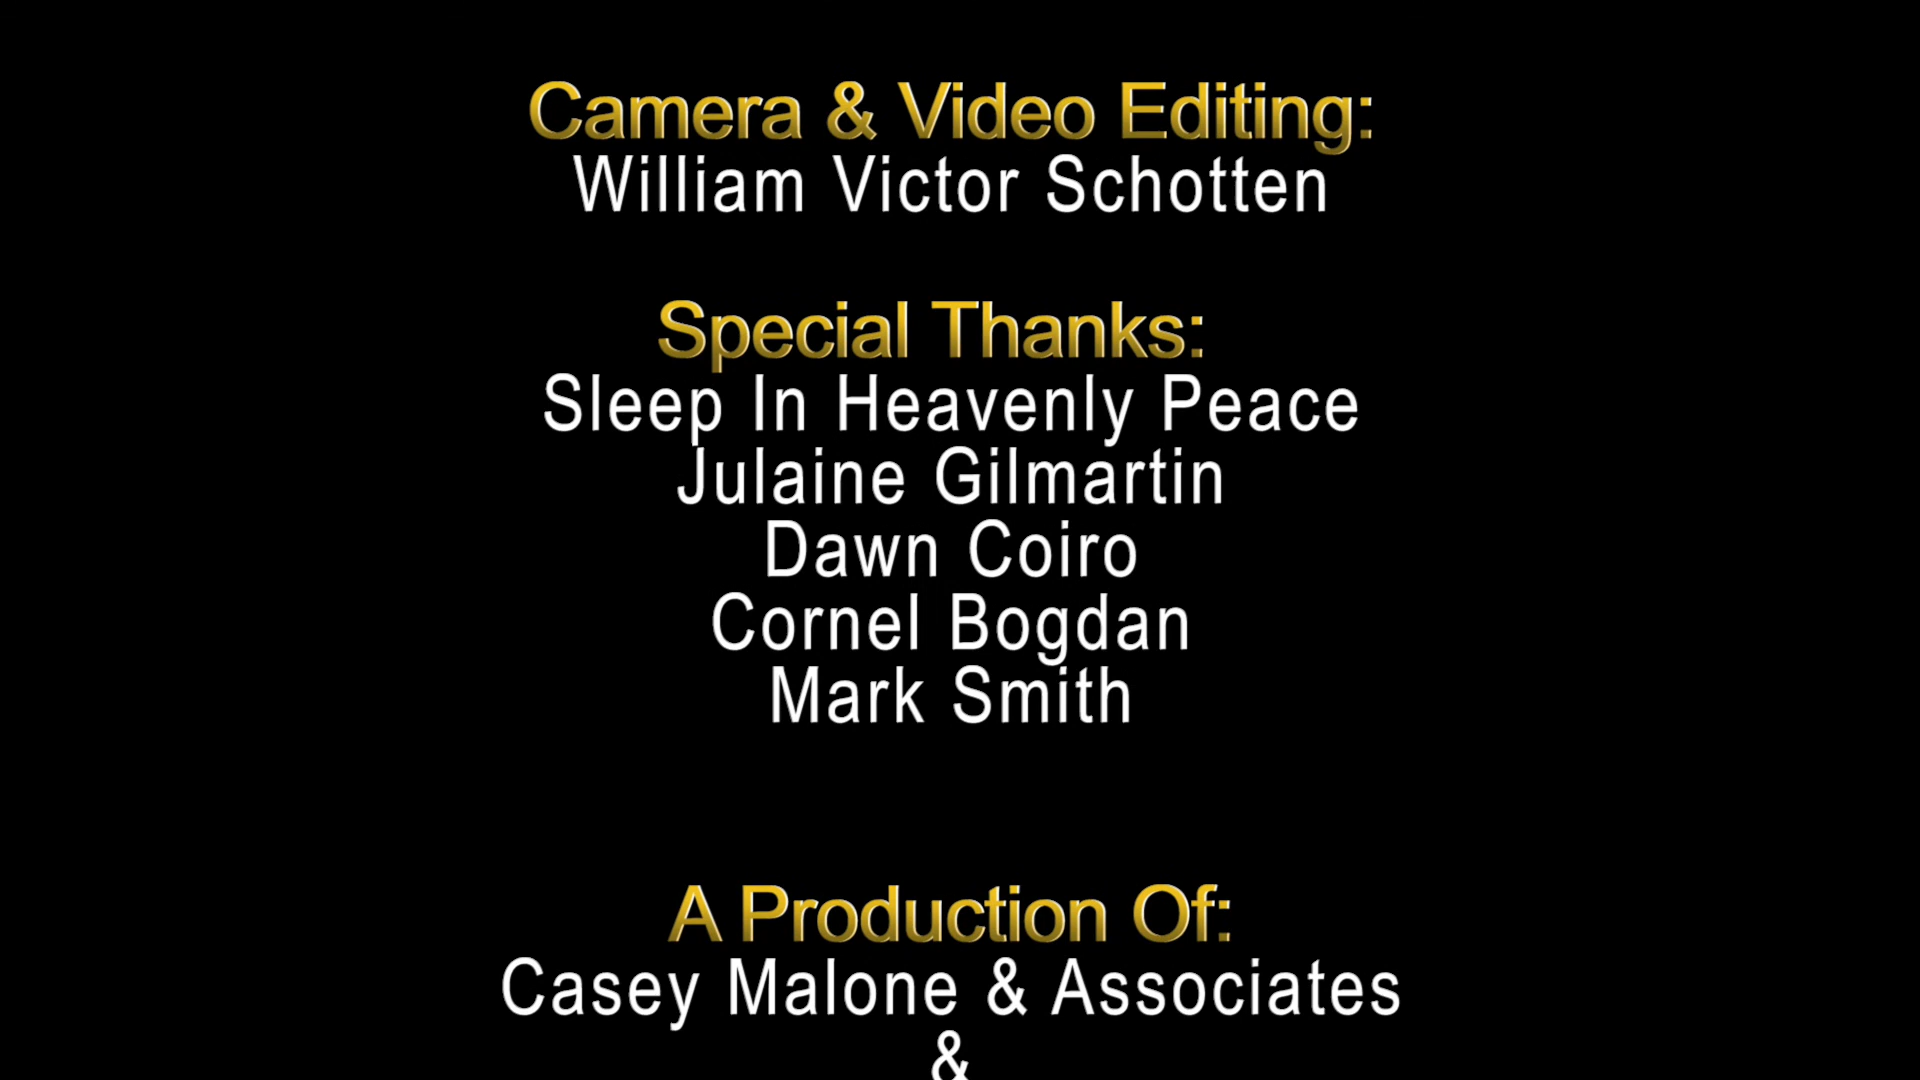 Camera & Video Editing:
William Victor Schotten
Special Thanks:
Sleep In Heavenly Peace
Julaine Gilmartin
Dawn Coiro
Cornel Bogdan
Mark Smith
A Production Of:
Casey Malone & Associates
&